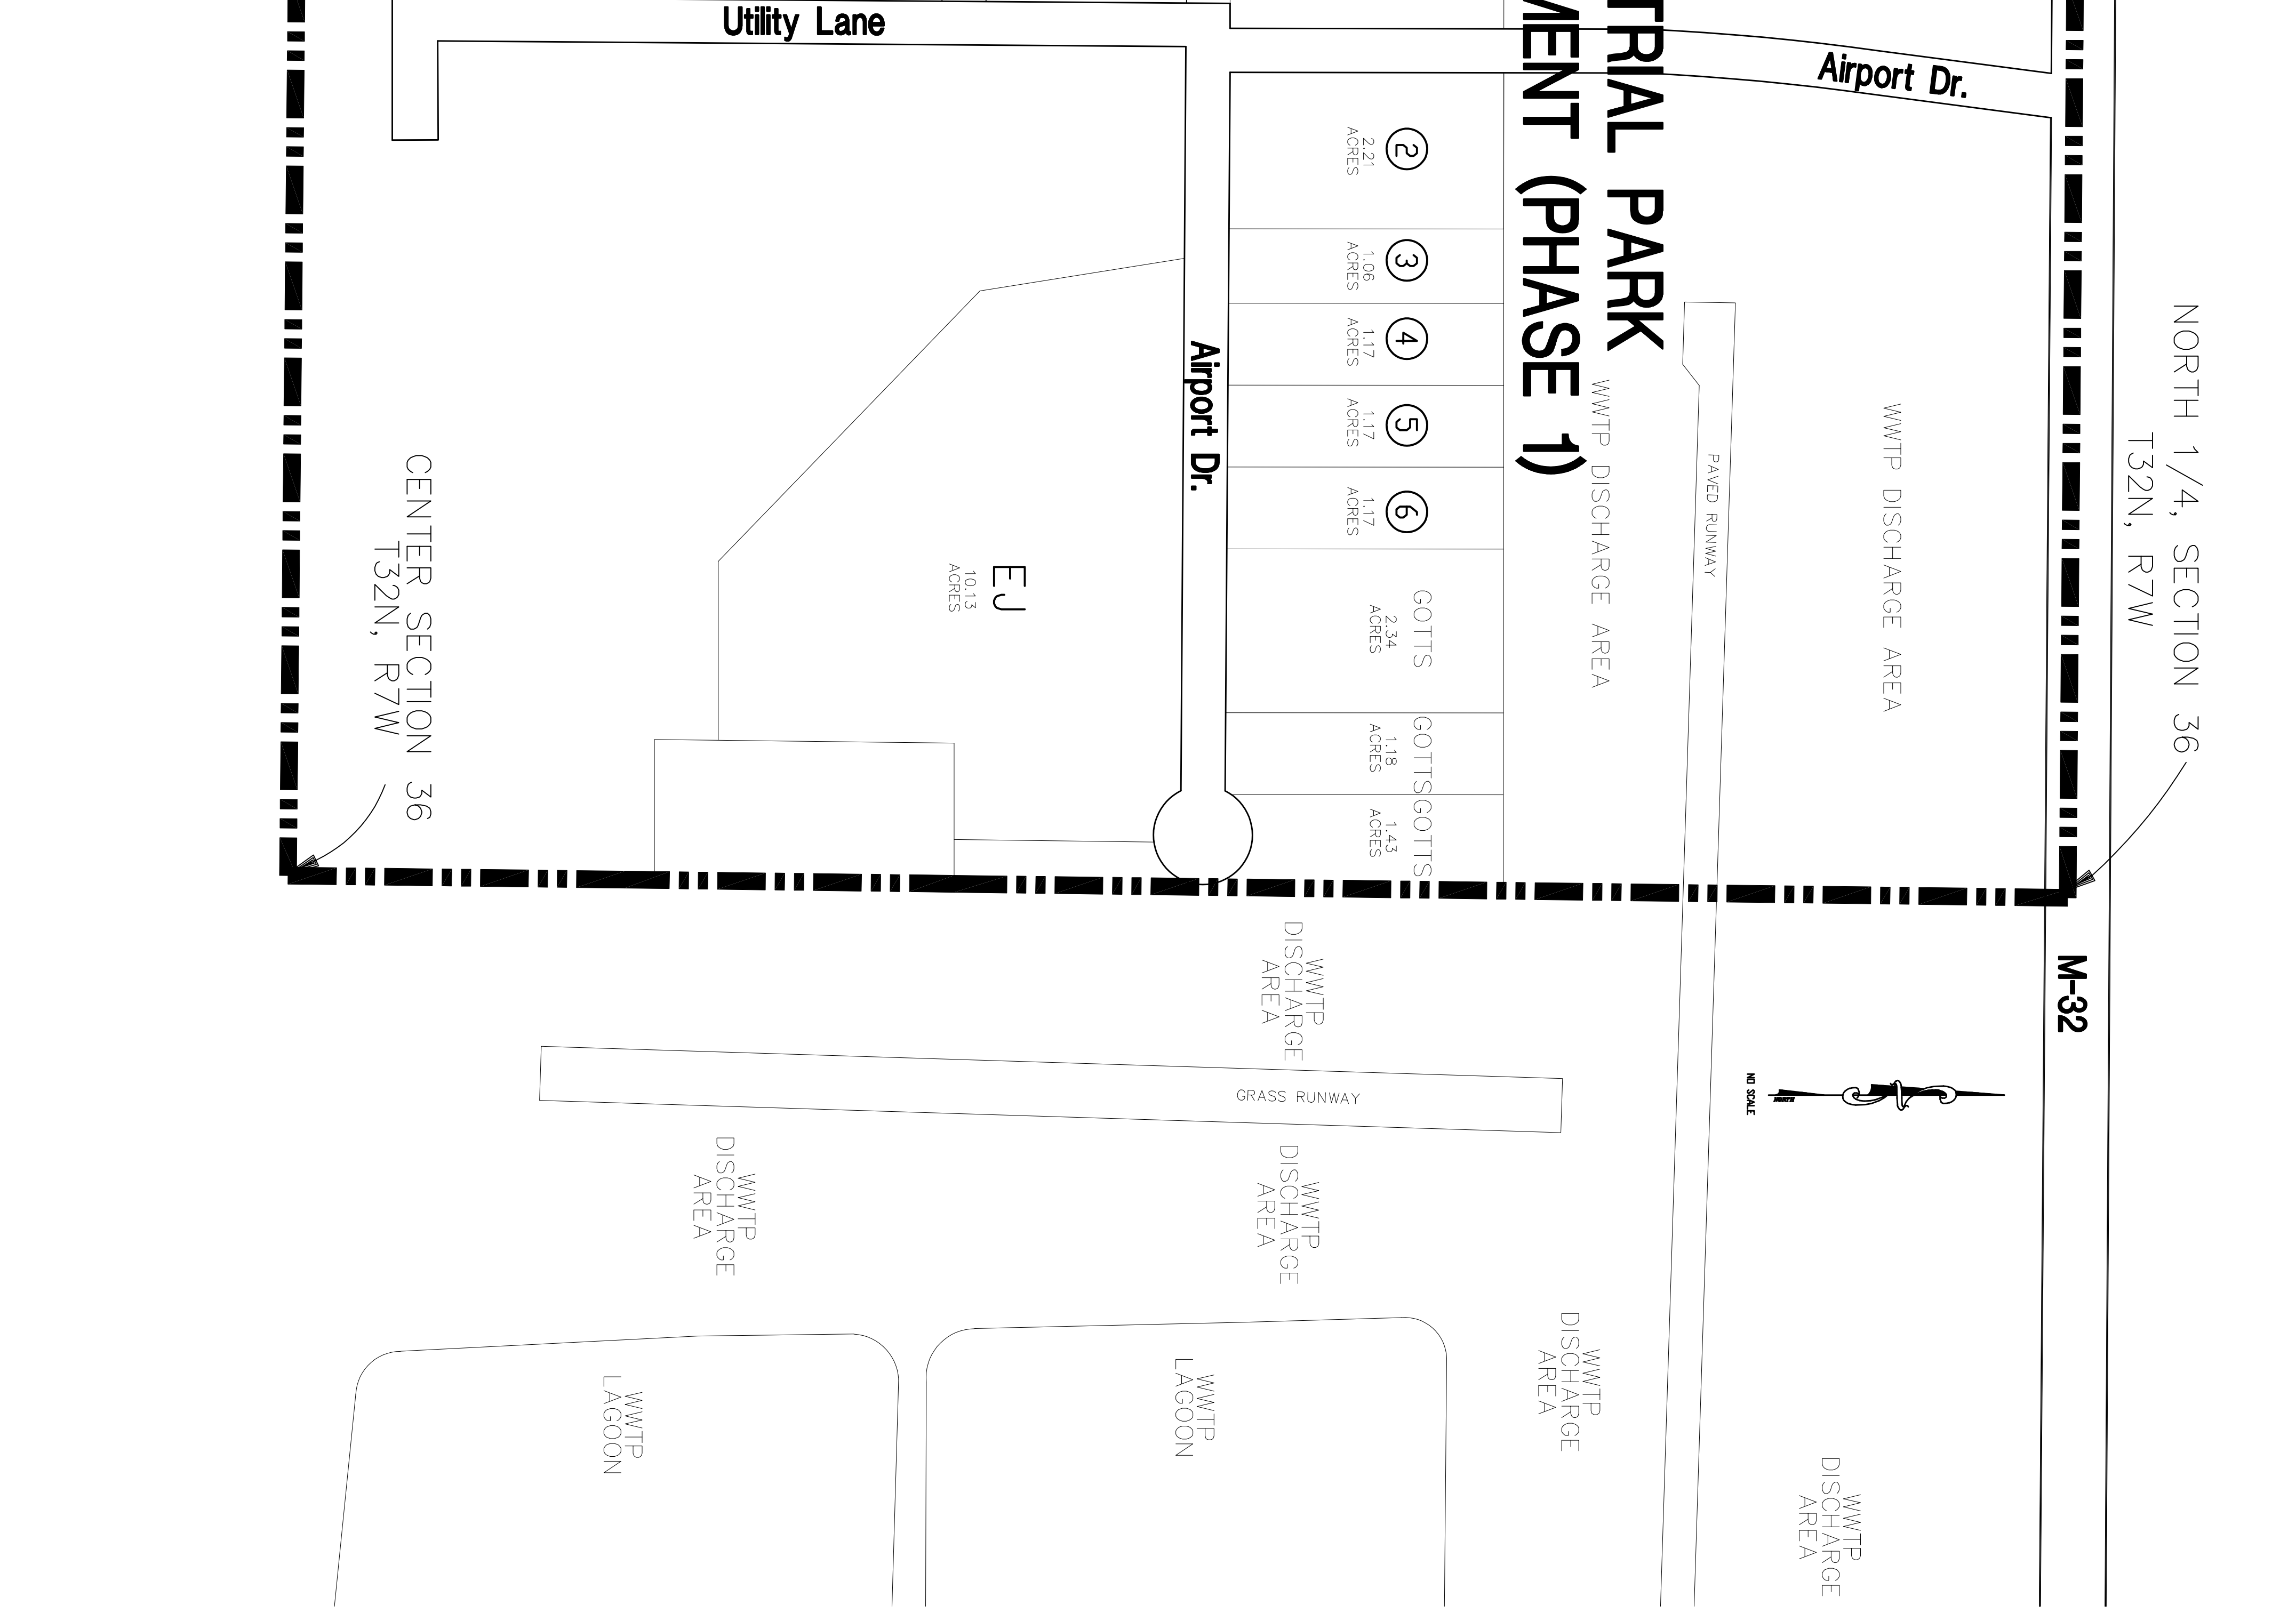 Utility Lane
Airport Dr.
TRIAL PARK
MENT (PHASE 1)
2
2.21
ACRES
3
1.06
ACRES
4
1.17
ACRES
5
1.17
ACRES
6
1.17
ACRES
GOTTS
2.34
ACRES
GOTTS
1.18
ACRES
GOTTS
1.43
ACRES
Airport Dr.
EJ
10.13
ACRES
WWTP DISCHARGE AREA
PAVED RUNWAY
WWTP DISCHARGE AREA
NORTH 1/4, SECTION 36
T32N, R7W
CENTER SECTION 36
T32N, R7W
M-32
NORTH
NO SCALE
WWTP
DISCHARGE
AREA
GRASS RUNWAY
WWTP
DISCHARGE
AREA
WWTP
DISCHARGE
AREA
WWTP
DISCHARGE
AREA
WWTP
DISCHARGE
AREA
WWTP
LAGOON
WWTP
LAGOON